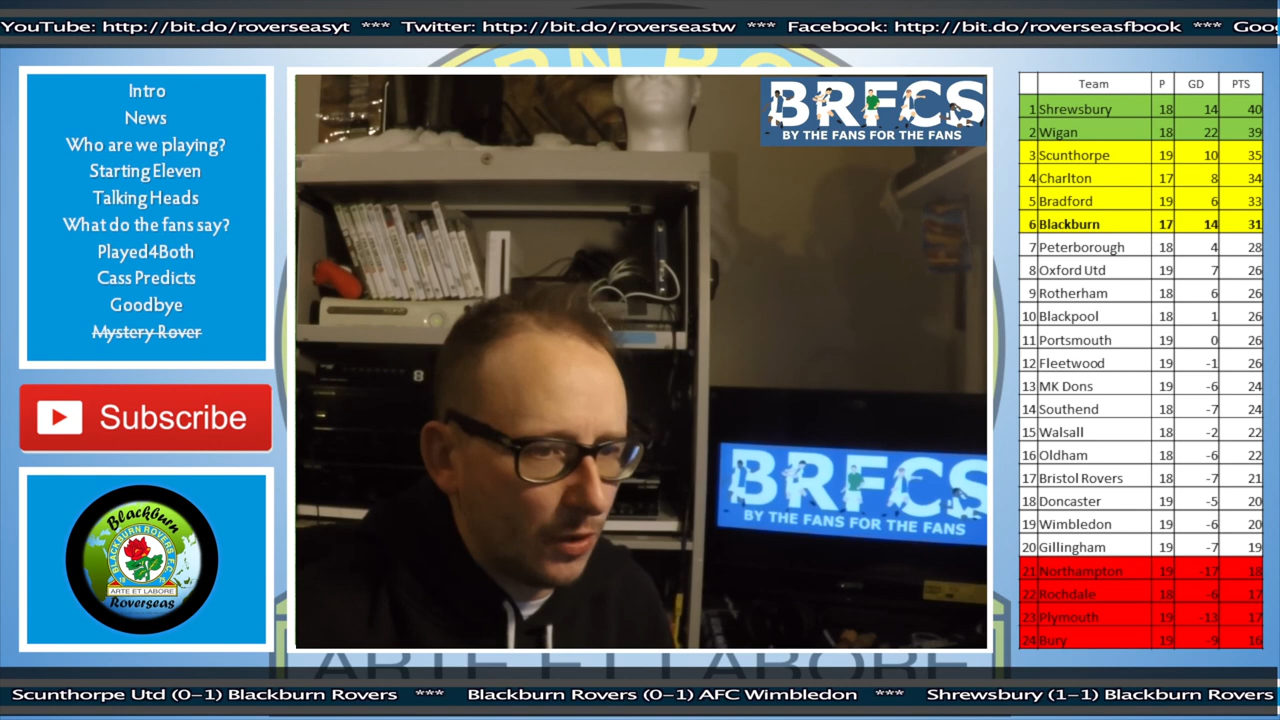 YouTube: http://bit.do/roverseasyt *** Twitter: http://bit.do/roverseastw *** Facebook: http://bit.do/roverseasfbook *** Goog
Intro
News
Who are we playing?
Starting Eleven
Talking Heads
What do the fans say?
Played4Both
Cass Predicts
Goodbye
Mystery Rover
Subscribe
Blackburn
BLACKBURN ROVERS F.C.
18 75
ARTE ET LABORE
Roverseas
BRFCS
BY THE FANS FOR THE FANS
8
BRFCS
BY THE FANS FOR THE FANS
ARTE ET LABORE
Team P GD PTS
1 Shrewsbury 18 14 40
2 Wigan 18 22 39
3 Scunthorpe 19 10 35
4 Charlton 17 8 34
5 Bradford 19 6 33
6 Blackburn 17 14 31
7 Peterborough 18 4 28
8 Oxford Utd 19 7 26
9 Rotherham 18 6 26
10 Blackpool 18 1 26
11 Portsmouth 19 0 26
12 Fleetwood 19 -1 26
13 MK Dons 19 -6 24
14 Southend 18 -7 24
15 Walsall 18 -2 22
16 Oldham 18 -6 22
17 Bristol Rovers 18 -7 21
18 Doncaster 19 -5 20
19 Wimbledon 19 -6 20
20 Gillingham 19 -7 19
21 Northampton 19 -17 18
22 Rochdale 18 -6 17
23 Plymouth 19 -13 17
24 Bury 19 -9 16
Scunthorpe Utd (0-1) Blackburn Rovers *** Blackburn Rovers (0-1) AFC Wimbledon *** Shrewsbury (1-1) Blackburn Rovers